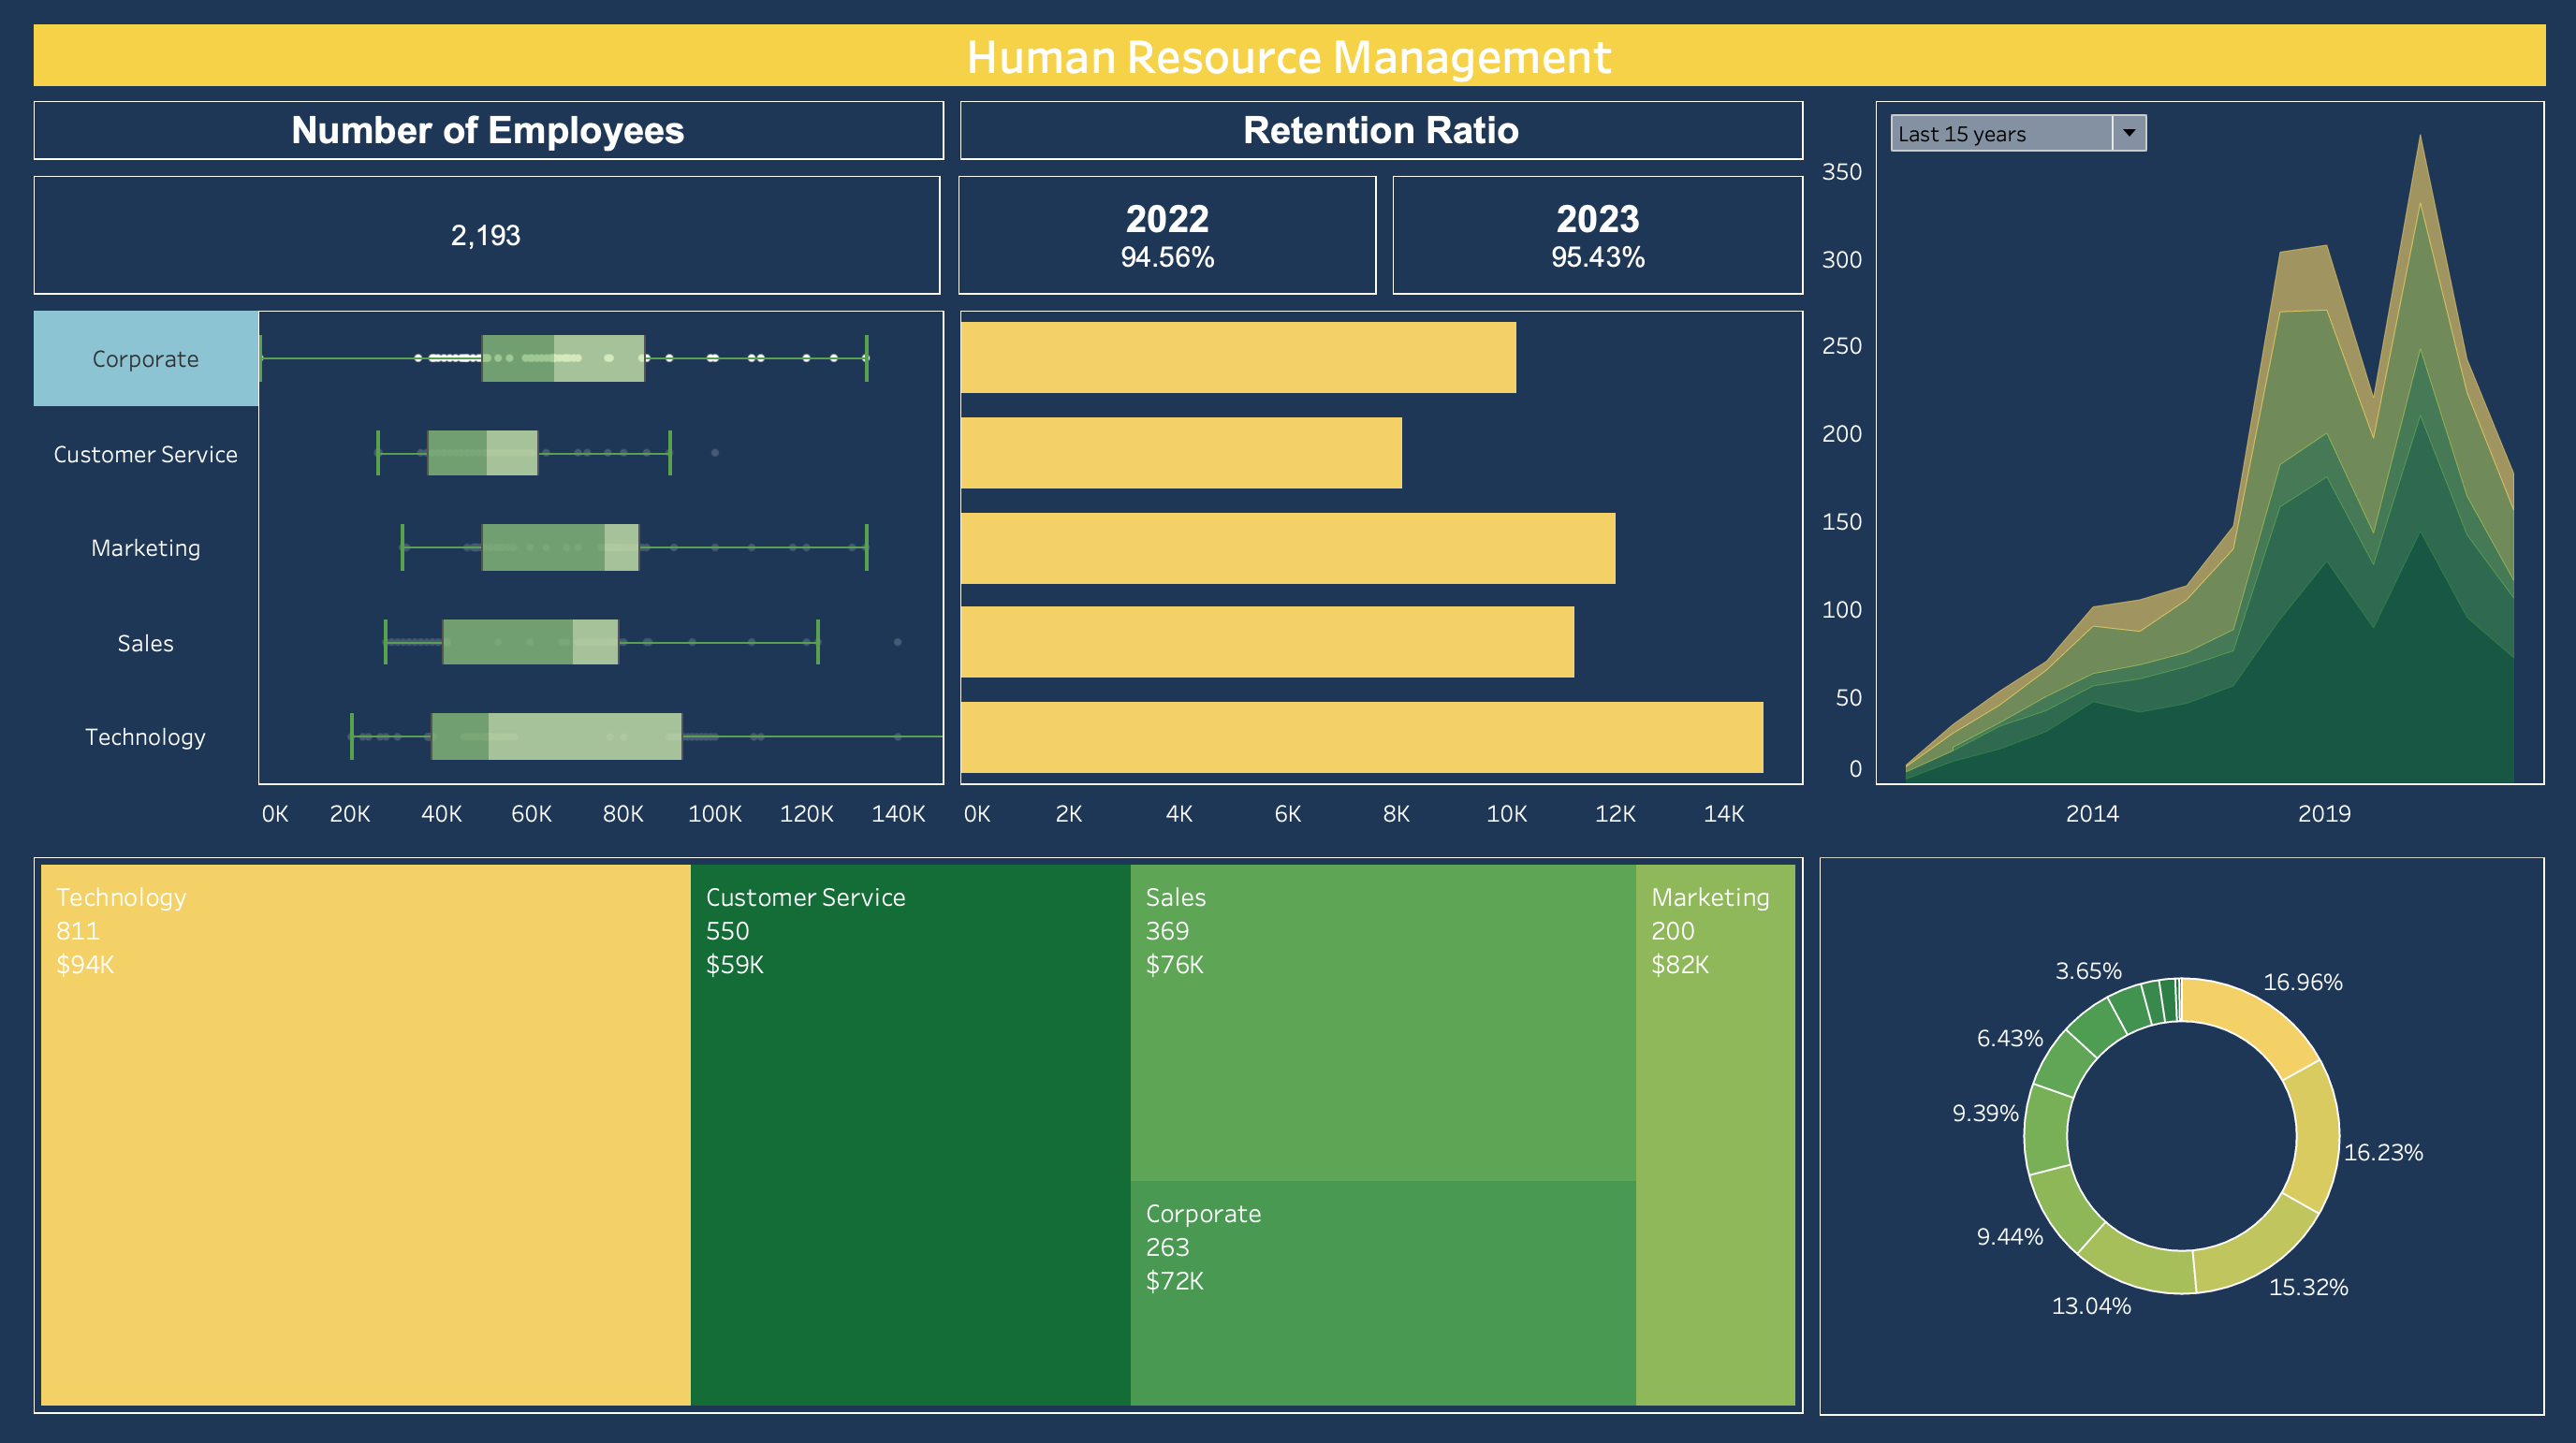 Human Resource Management
Number of Employees
2,193
Retention Ratio
2022
94.56%
2023
95.43%
Last 15 years
350
300
250
200
150
100
50
0
2014
2019
Corporate
Customer Service
Marketing
Sales
Technology
0K 20K 40K 60K 80K 100K 120K 140K
0K 2K 4K 6K 8K 10K 12K 14K
Technology
811
$94K
Customer Service
550
$59K
Sales
369
$76K
Corporate
263
$72K
Marketing
200
$82K
16.96%
16.23%
15.32%
13.04%
9.44%
9.39%
6.43%
3.65%